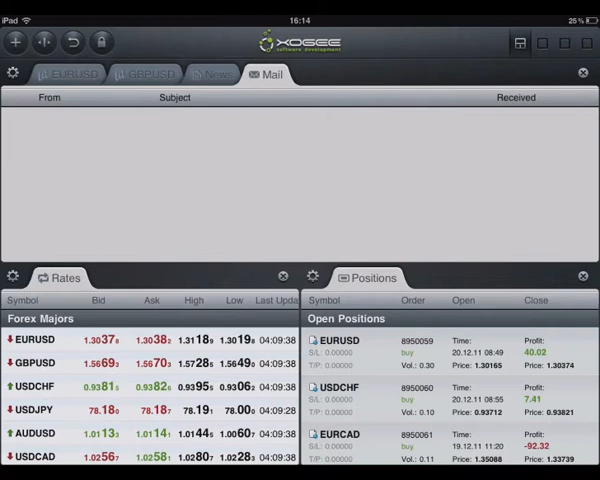 iPad 16:14 25%
XOGEE
software development
EURUSD GBPUSD News Mail
From Subject Received
Rates
Symbol Bid Ask High Low Last Upda
Forex Majors
EURUSD 1.30378 1.30382 1.31189 1.30198 04:09:38
GBPUSD 1.56693 1.56703 1.57285 1.56490 04:09:38
USDCHF 0.93815 0.93826 0.93955 0.93062 04:09:38
USDJPY 78.180 78.187 78.191 78.000 04:09:28
AUDUSD 1.01133 1.01141 1.01445 1.00607 04:09:38
USDCAD 1.02567 1.02581 1.02807 1.02283 04:09:38
Positions
Symbol Order Open Close
Open Positions
EURUSD 8950059 Time: Profit:
S/L: 0.00000 buy 20.12.11 08:49 40.02
T/P: 0.00000 Vol.: 0.30 Price: 1.30165 Price: 1.30374
USDCHF 8950060 Time: Profit:
S/L: 0.00000 buy 20.12.11 08:55 7.41
T/P: 0.00000 Vol.: 0.10 Price: 0.93712 Price: 0.93821
EURCAD 8950061 Time: Profit:
S/L: 0.00000 buy 19.12.11 11:20 -92.32
T/P: 0.00000 Vol.: 0.11 Price: 1.35088 Price: 1.33739